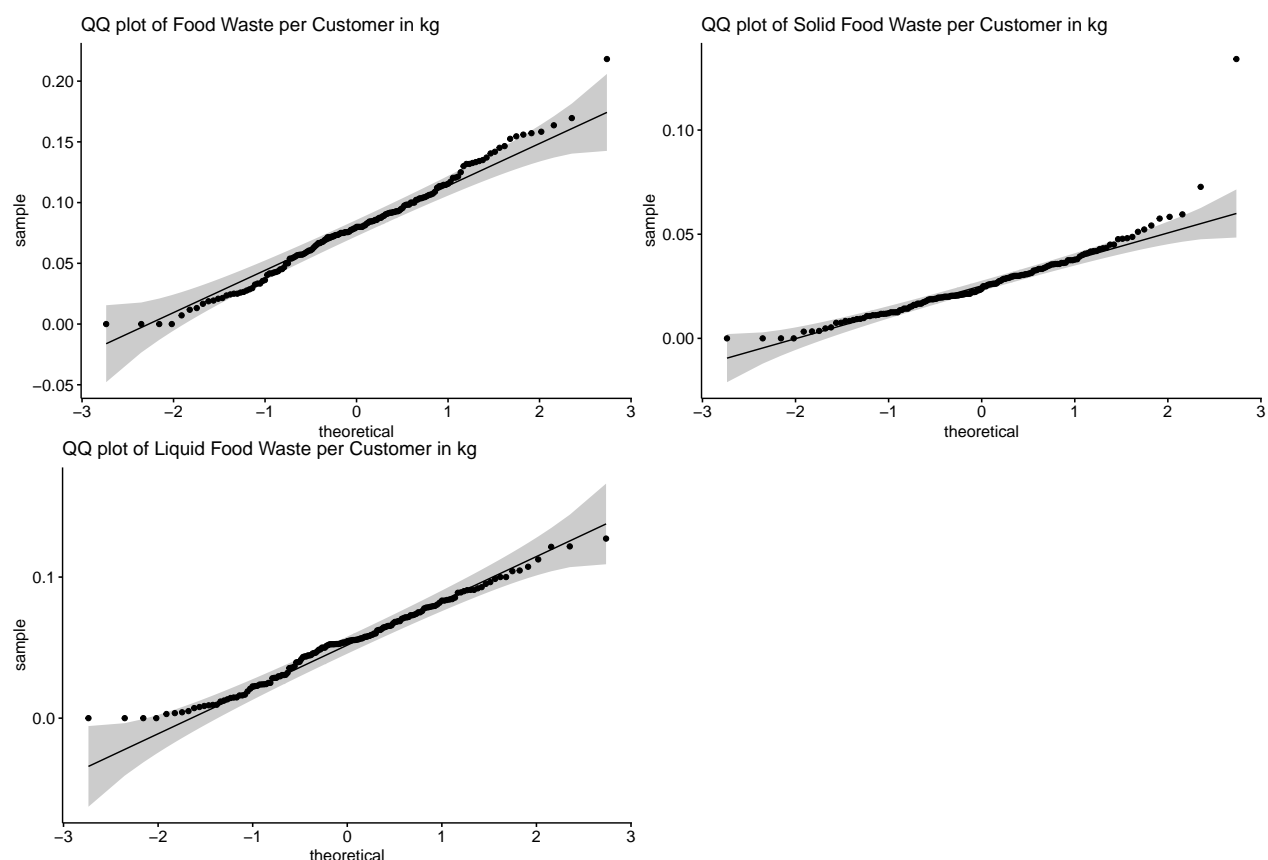 QQ plot of Food Waste per Customer in kg
0.20
0.15
0.10
0.05
0.00
−0.05
sample
−3 −2 −1 0 1 2 3
theoretical
QQ plot of Solid Food Waste per Customer in kg
0.10
0.05
0.00
sample
−3 −2 −1 0 1 2 3
theoretical
QQ plot of Liquid Food Waste per Customer in kg
0.1
0.0
sample
−3 −2 −1 0 1 2 3
theoretical